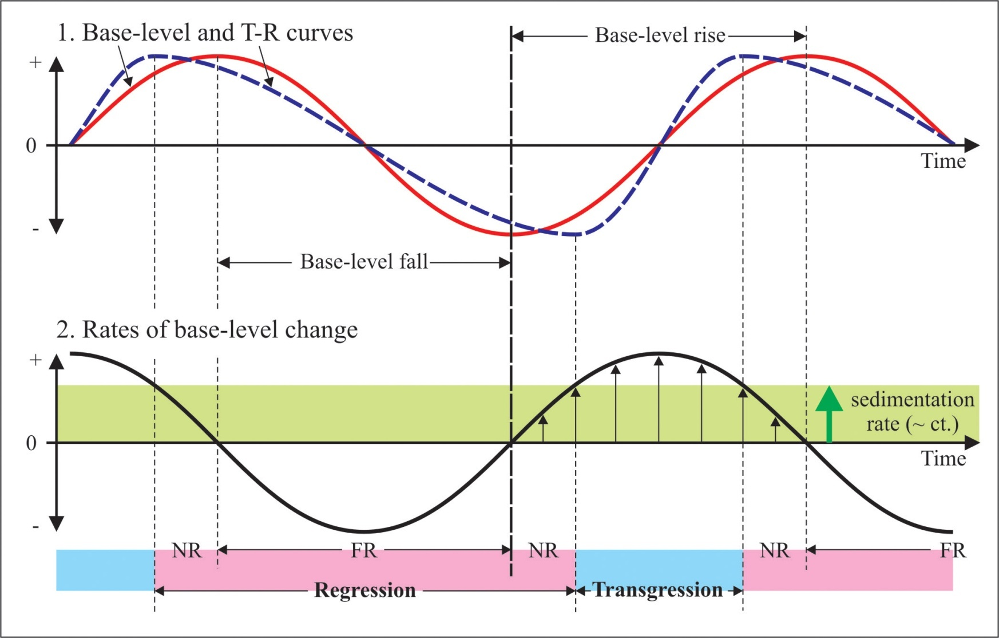 1. Base-level and T-R curves
Base-level rise
+
0
Time
-
Base-level fall
2. Rates of base-level change
+
sedimentation
rate (~ ct.)
0
Time
-
NR
FR
NR
NR
FR
Regression
Transgression